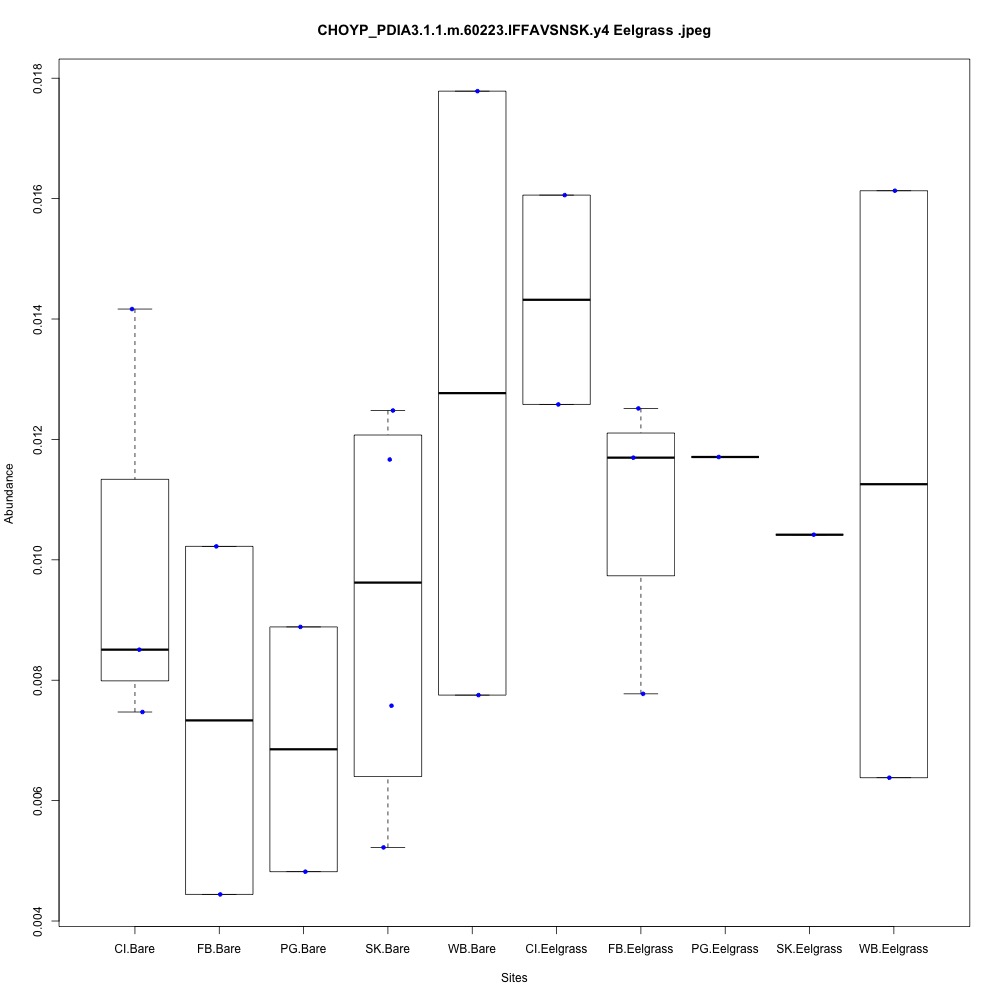 CHOYP_PDIA3.1.1.m.60223.IFFAVSNSK.y4 Eelgrass .jpeg
Abundance
0.018
0.016
0.014
0.012
0.010
0.008
0.006
0.004
CI.Bare FB.Bare PG.Bare SK.Bare WB.Bare CI.Eelgrass FB.Eelgrass PG.Eelgrass SK.Eelgrass WB.Eelgrass
Sites